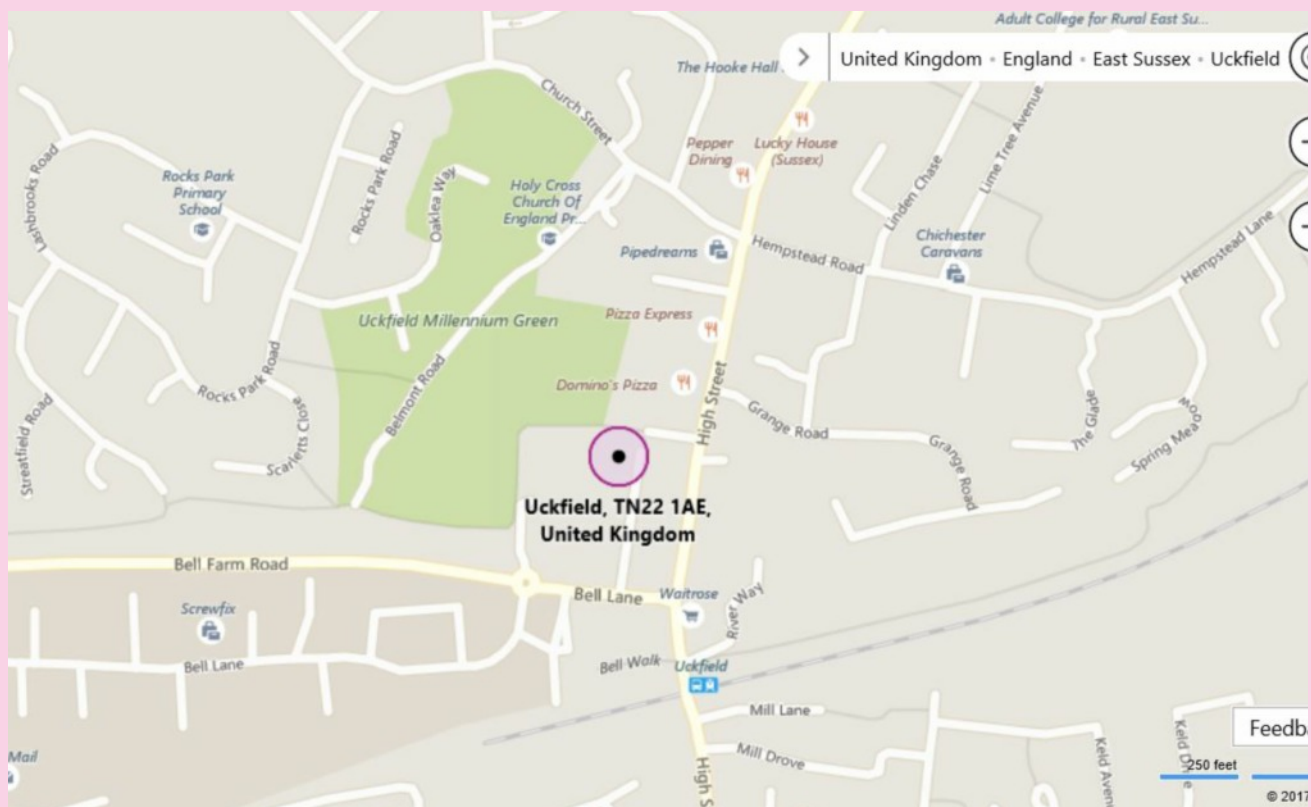 Adult College for Rural East Su...
The Hooke Hall
United Kingdom • England • East Sussex • Uckfield
Church Street
Pepper
Dining
Lucky House
(Sussex)
Linden Chase
Lime Tree Avenue
Lashbrooks Road
Rocks Park
Primary
School
Rocks Park Road
Oaklea Way
Holy Cross
Church Of
England Pr...
Pipedreams
Hempstead Road
Chichester
Caravans
Hempstead Lane
Uckfield Millennium Green
Pizza Express
Rocks Park Road
Belmont Road
Domino's Pizza
High Street
Grange Road
Grange Road
The Glade
Spring Meadow
Streatfield Road
Scarletts Close
Uckfield, TN22 1AE,
United Kingdom
Bell Farm Road
Bell Lane
Waitrose
River Way
Screwfix
Bell Lane
Bell Walk
Uckfield
Mill Lane
Mill Drove
High S
Keld Avenu
Keld Drive
Mail
Feedba
250 feet
© 2017